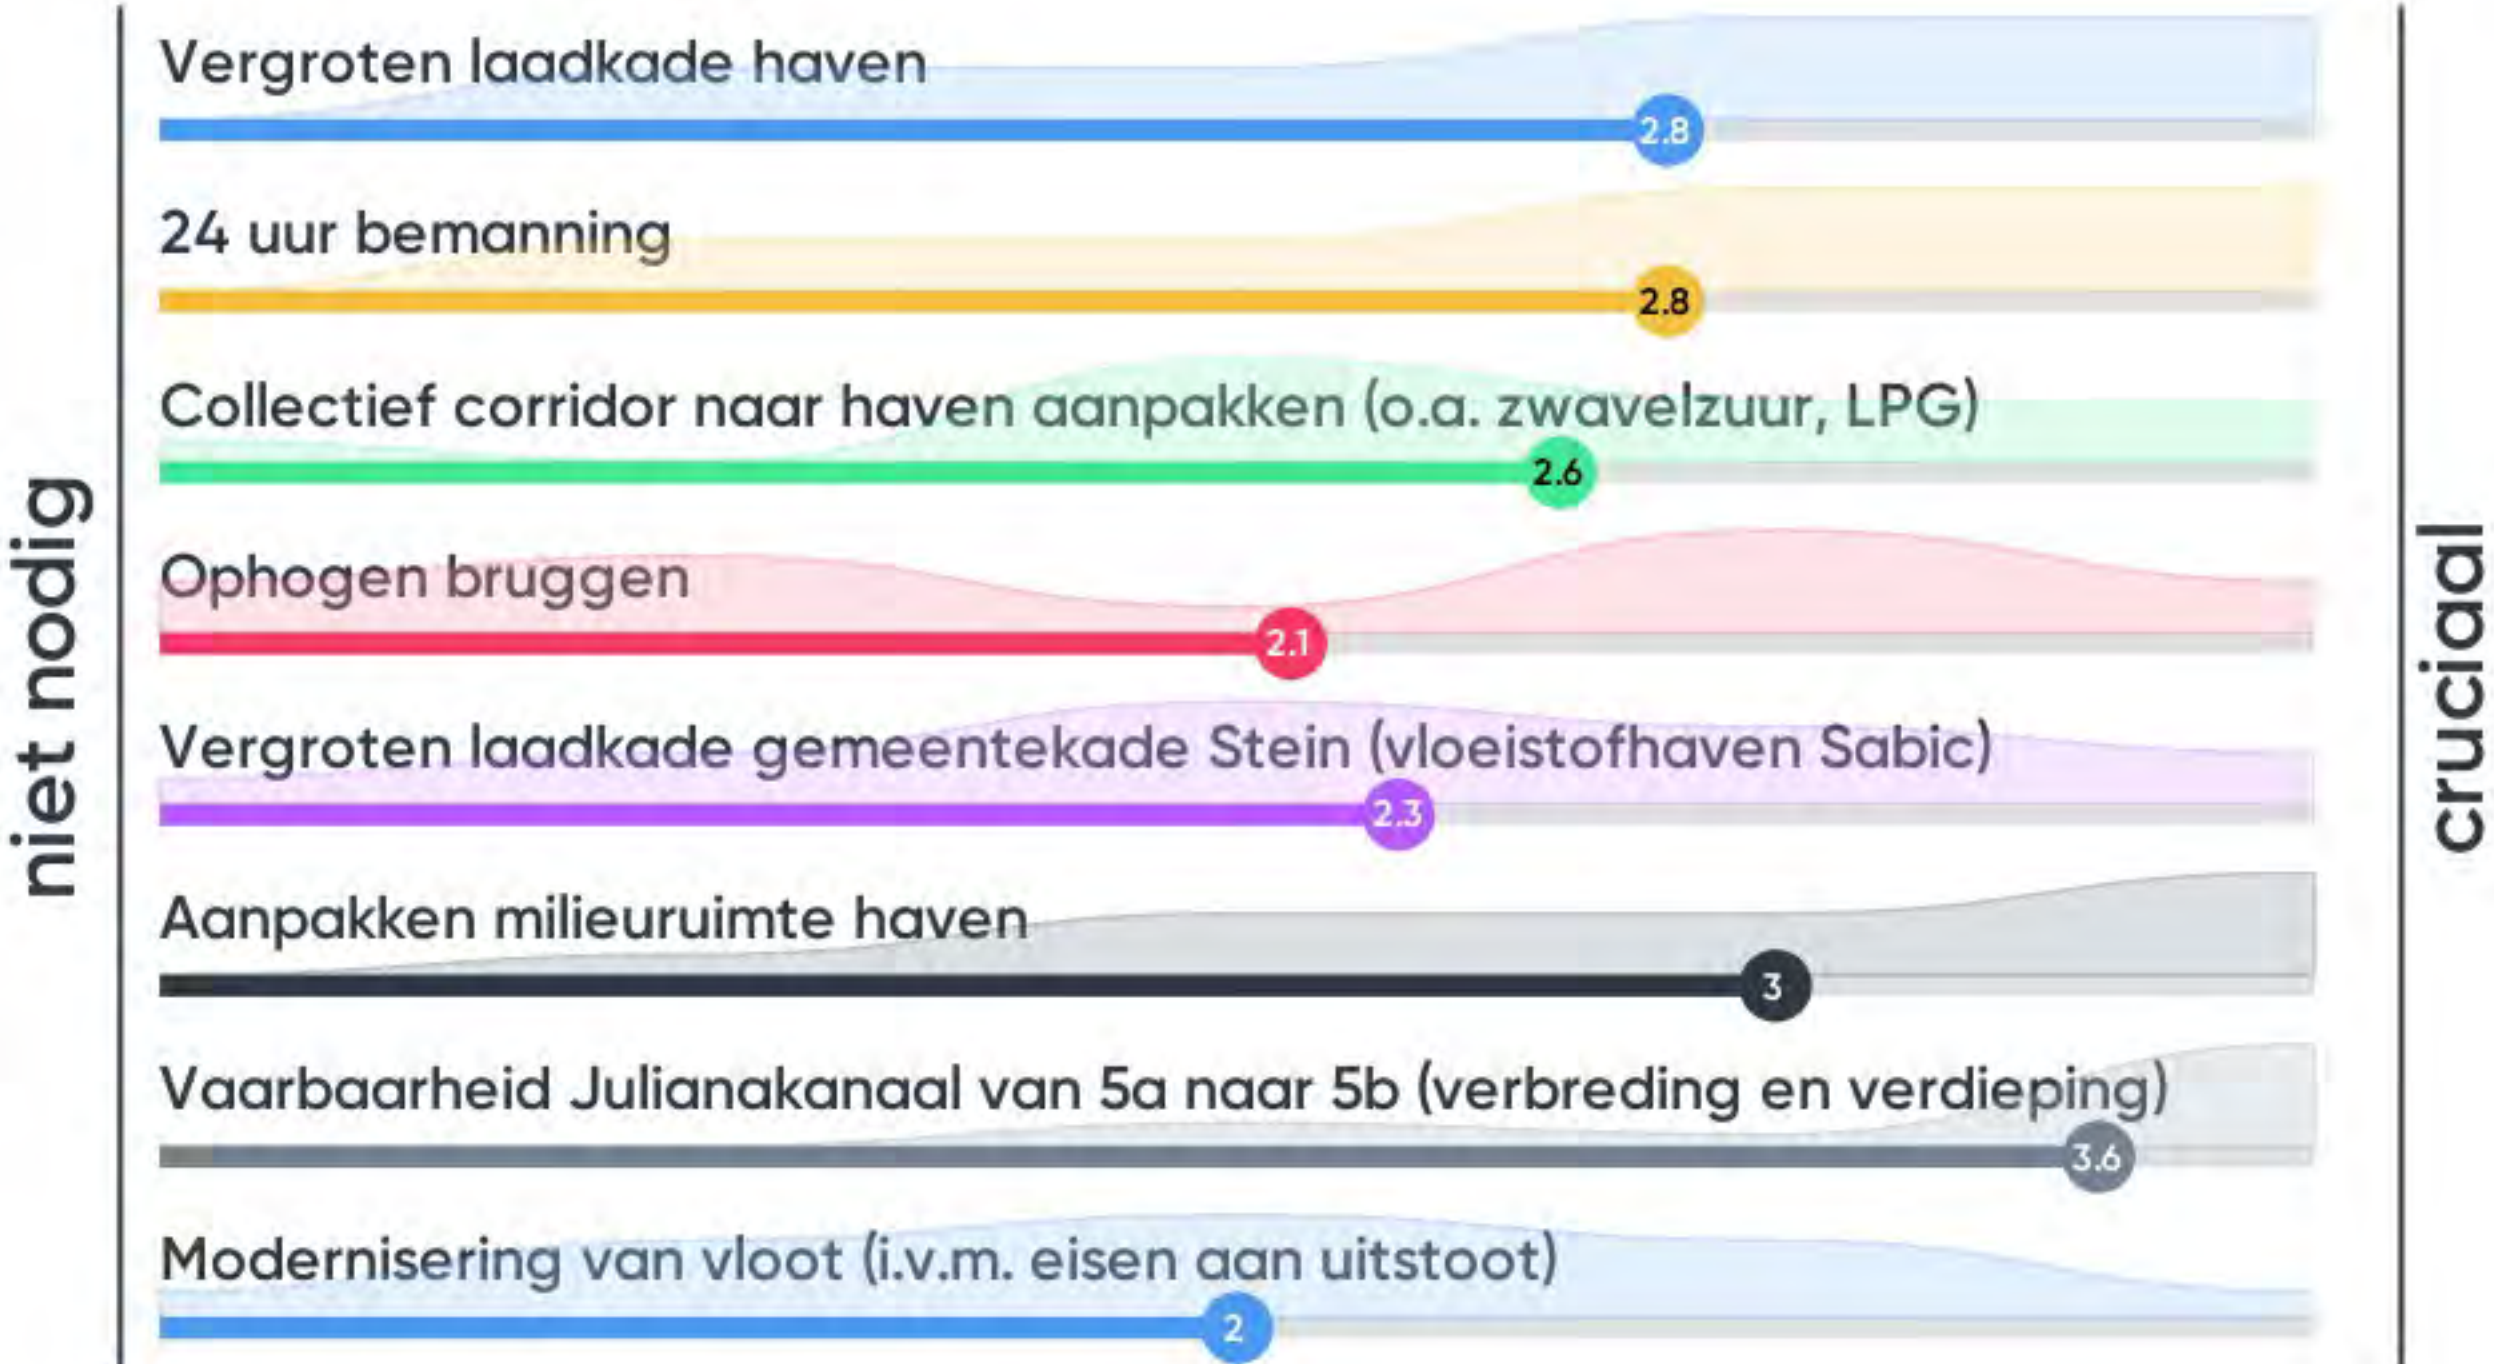 niet nodig
Vergroten laadkade haven
2.8
24 uur bemanning
2.8
Collectief corridor naar haven aanpakken (o.a. zwavelzuur, LPG)
2.6
Ophogen bruggen
2.1
Vergroten laadkade gemeentekade Stein (vloeistofhaven Sabic)
2.3
Aanpakken milieuruimte haven
3
Vaarbaarheid Julianakanaal van 5a naar 5b (verbreding en verdieping)
3.6
Modernisering van vloot (i.v.m. eisen aan uitstoot)
2
cruciaal